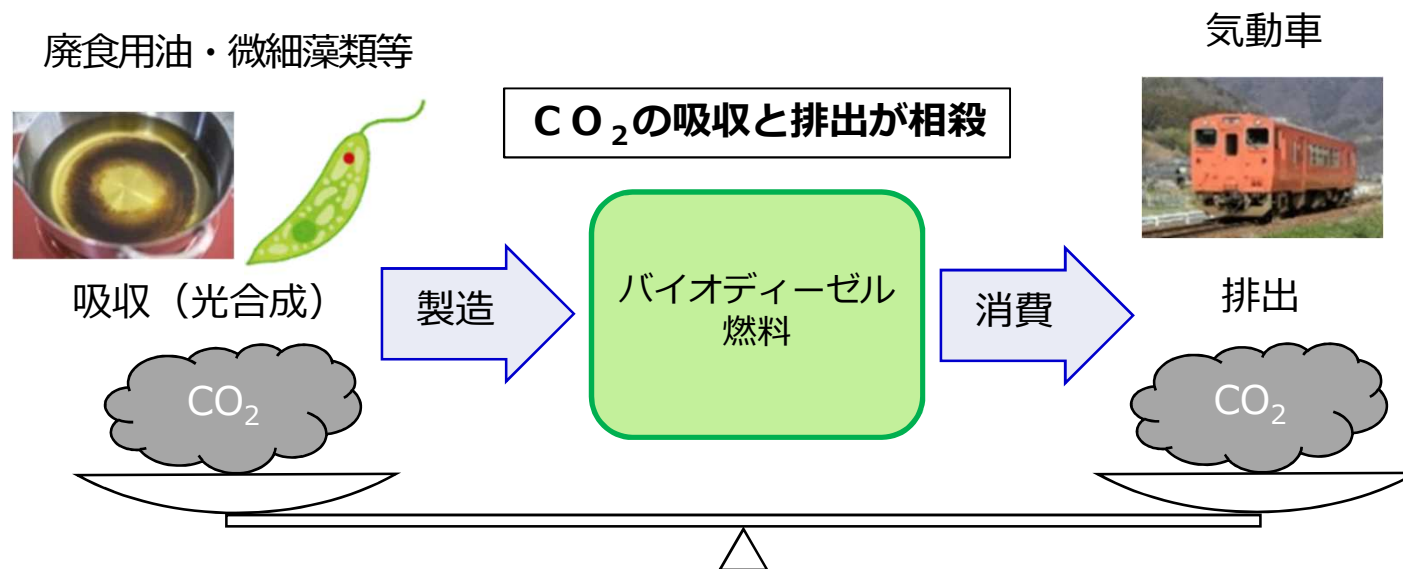 廃食用油・微細藻類等
気動車
ＣＯ₂の吸収と排出が相殺
吸収（光合成）
製造
バイオディーゼル
燃料
消費
排出
CO₂
CO₂